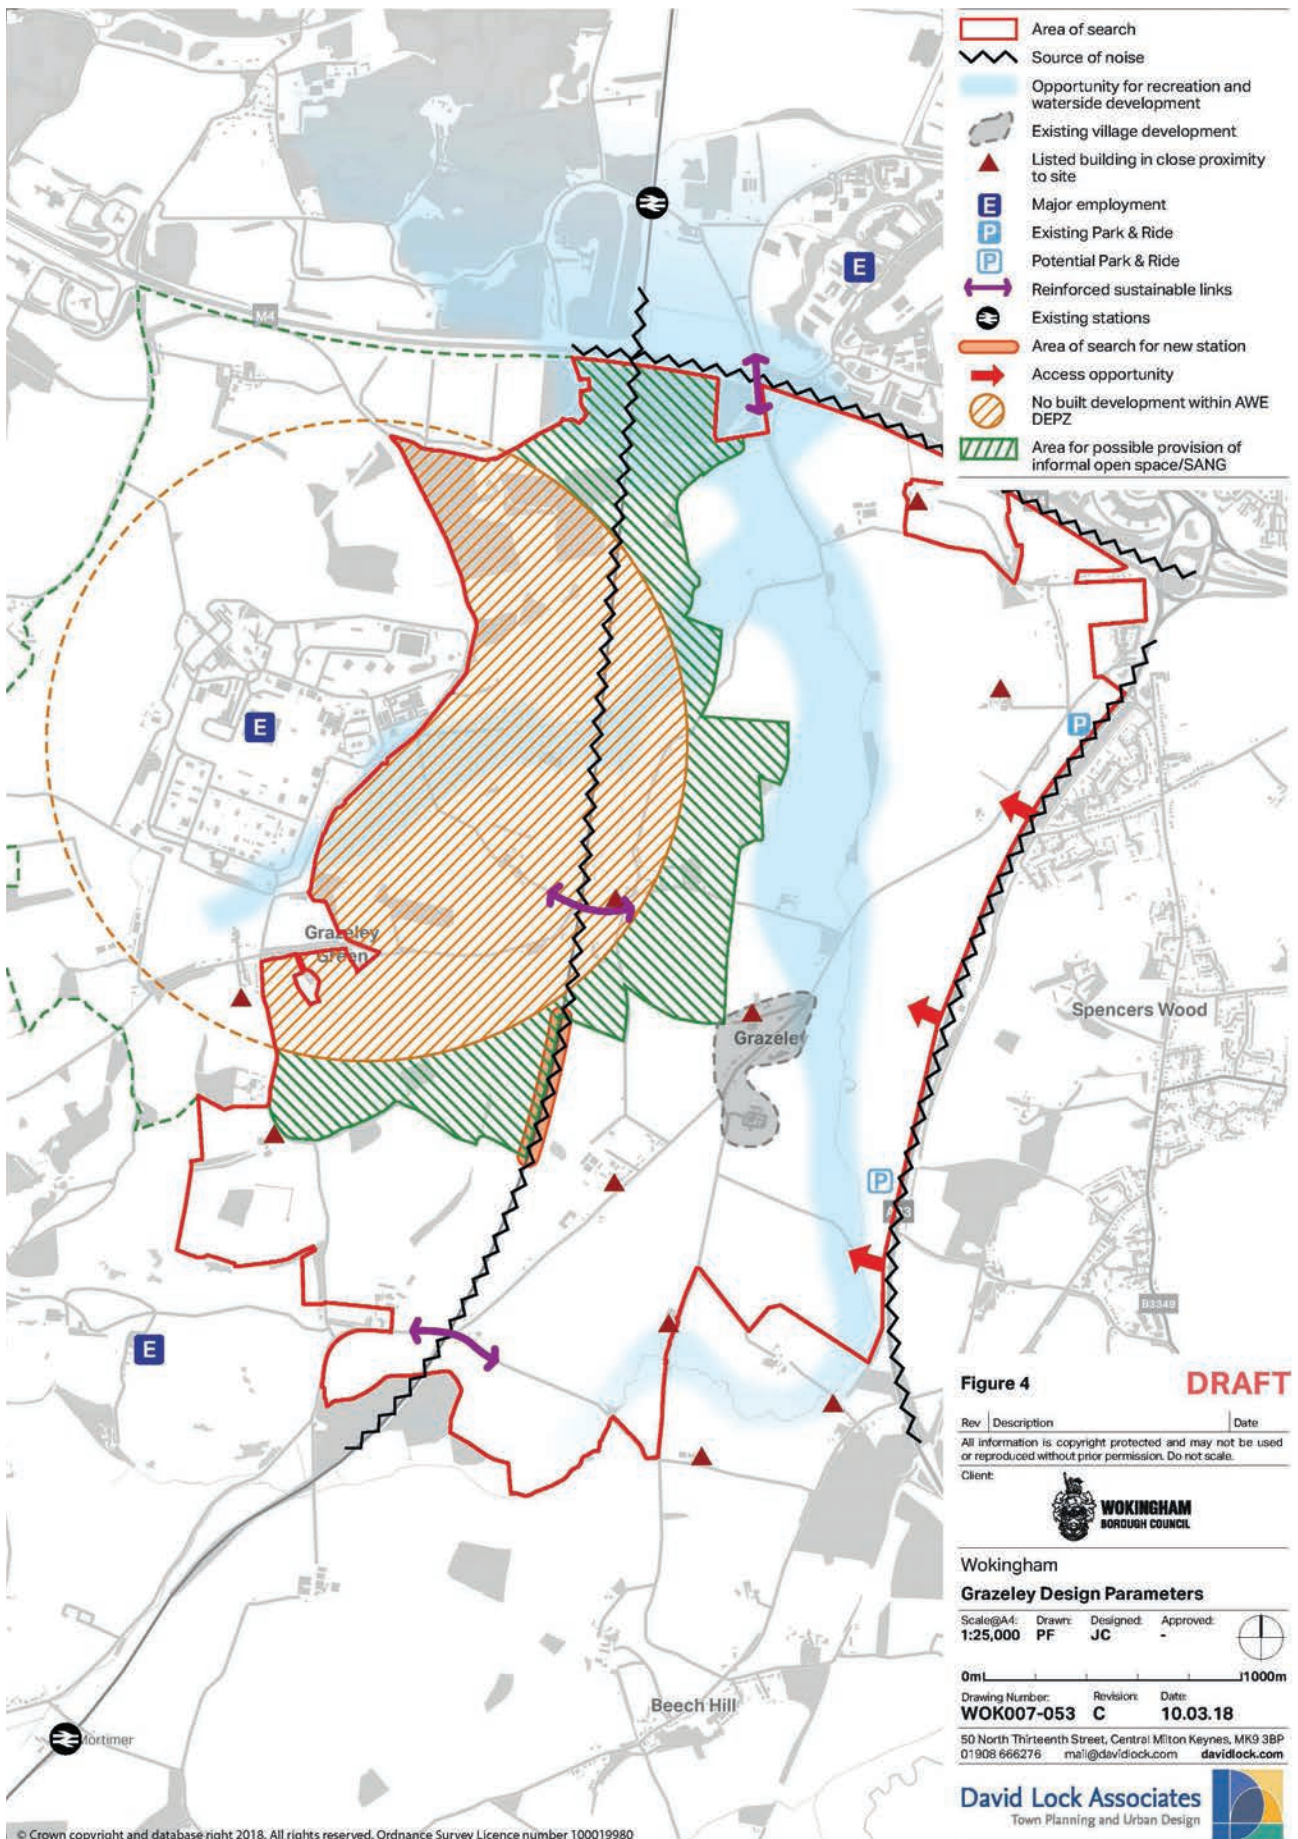 Area of search
Source of noise
Opportunity for recreation and
waterside development
Existing village development
Listed building in close proximity
to site
E
Major employment
P
Existing Park & Ride
P
Potential Park & Ride
Reinforced sustainable links
Existing stations
Area of search for new station
Access opportunity
No built development within AWE
DEPZ
Area for possible provision of
informal open space/SANG
E
M4
E
P
Grazeley
Green
Spencers Wood
Grazeley
P
B3349
E
Beech Hill
Mortimer
Figure 4
DRAFT
Rev Description Date
All information is copyright protected and may not be used
or reproduced without prior permission. Do not scale.
Client:
WOKINGHAM
BOROUGH COUNCIL
Wokingham
Grazeley Design Parameters
Scale@A4: Drawn: Designed: Approved:
1:25,000 PF JC -
0m 1000m
Drawing Number: Revision: Date:
WOK007-053 C 10.03.18
50 North Thirteenth Street, Central Milton Keynes, MK9 3BP
01908 666276 mail@davidlock.com davidlock.com
David Lock Associates
Town Planning and Urban Design
© Crown copyright and database right 2018. All rights reserved. Ordnance Survey Licence number 100019980